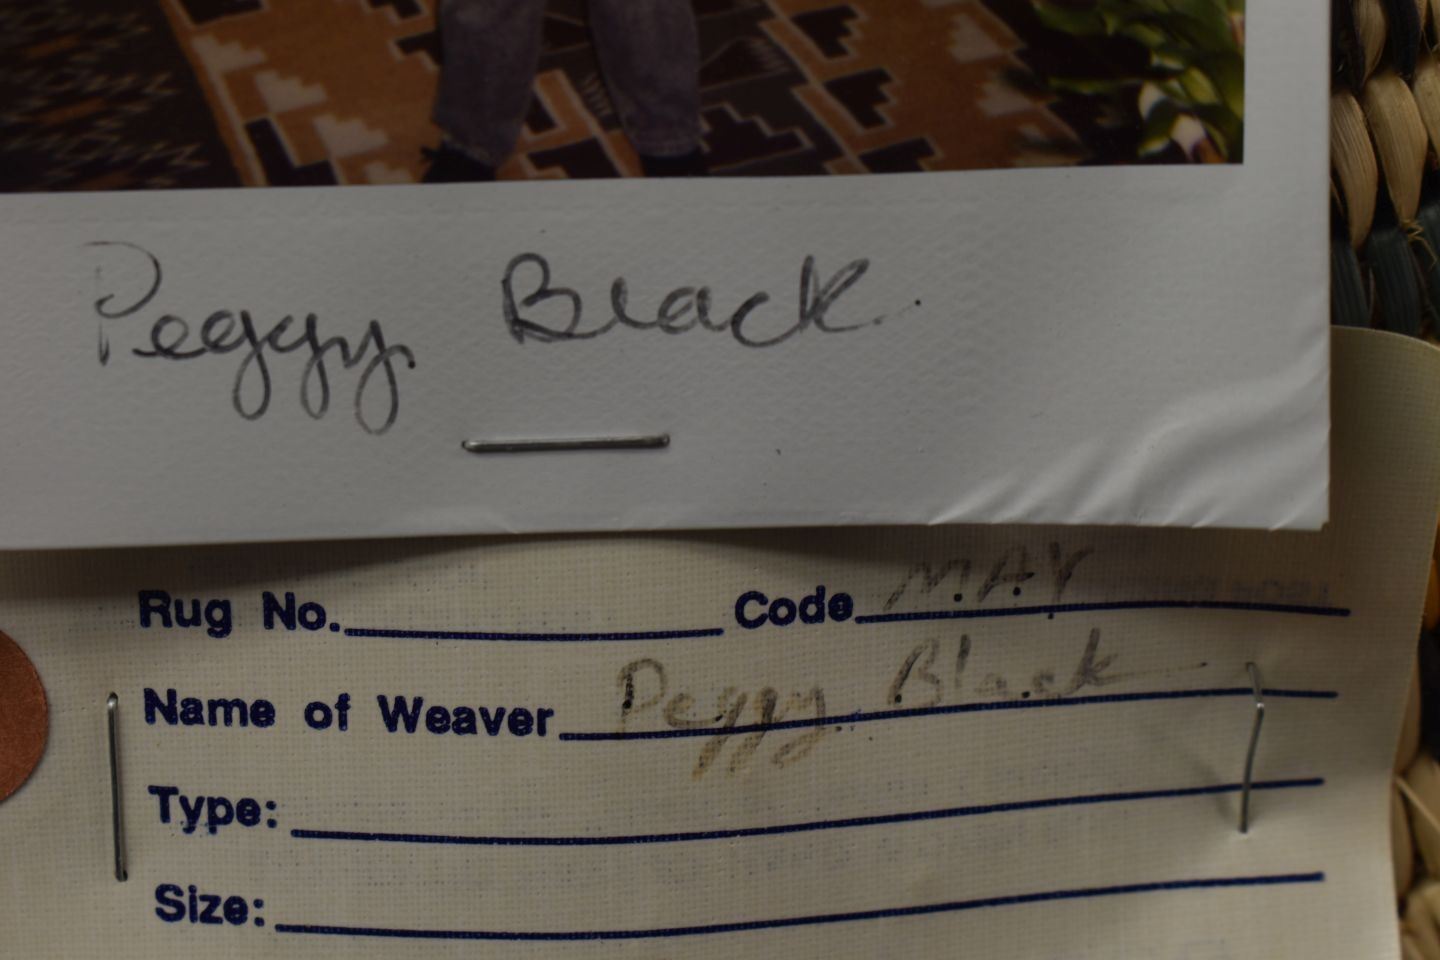 Peggy Black
Rug No. Code MAY
Name of Weaver Peggy Black
Type:
Size: